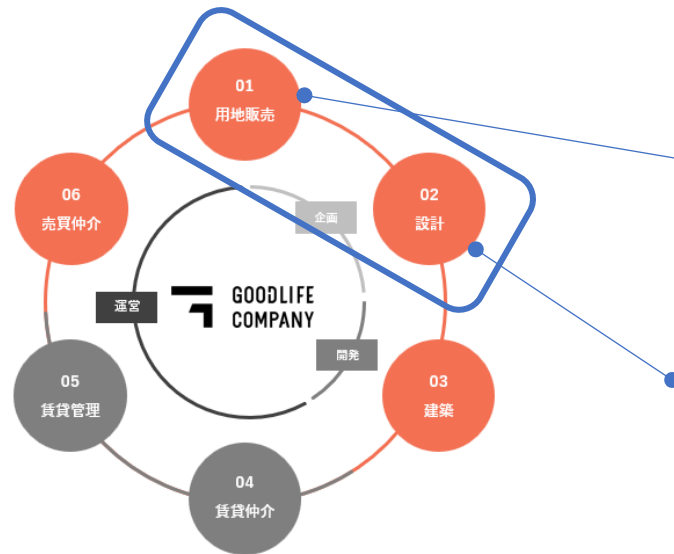 01
用地販売
02
設計
03
建築
04
賃貸仲介
05
賃貸管理
06
売買仲介
企画
開発
運営
GOODLIFE
COMPANY